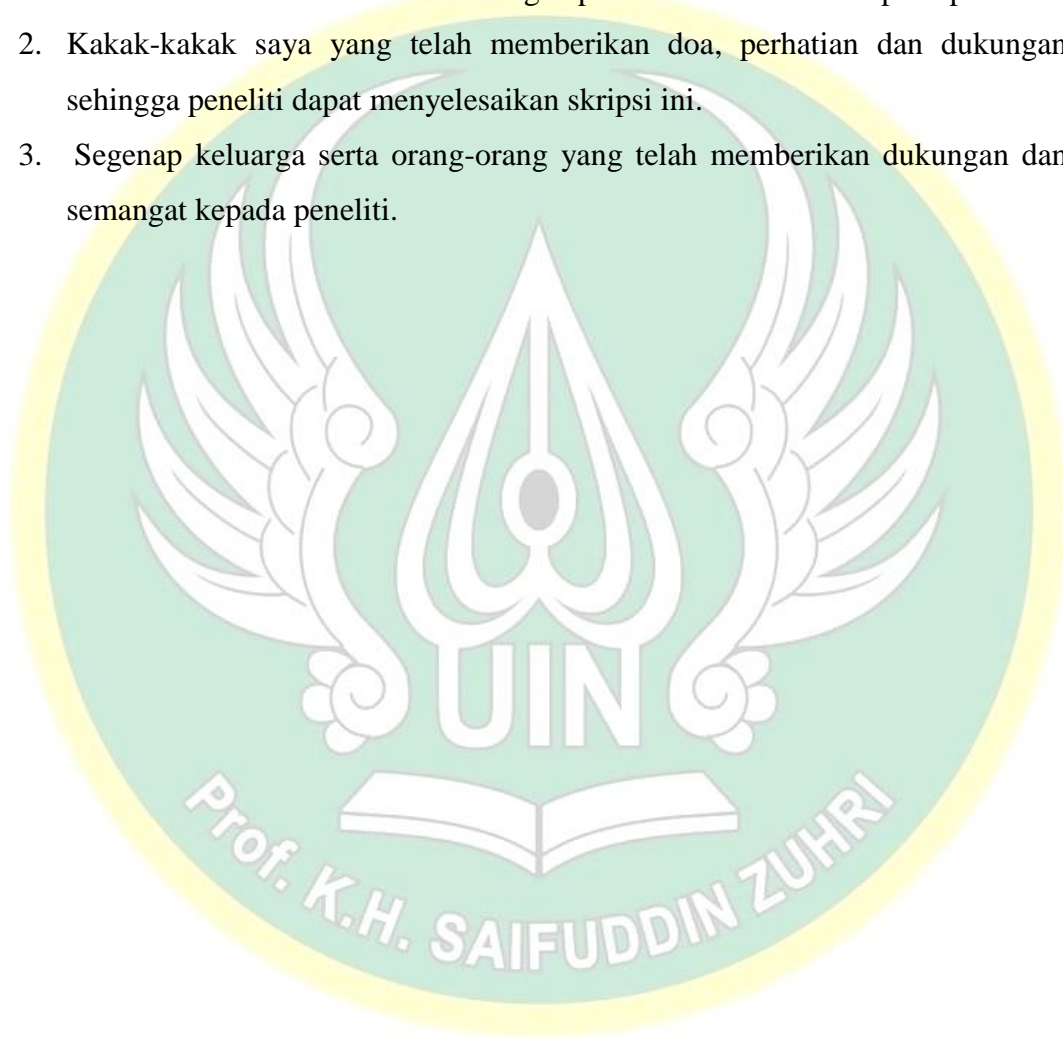 2. Kakak-kakak saya yang telah memberikan doa, perhatian dan dukungan
sehingga peneliti dapat menyelesaikan skripsi ini.
3. Segenap keluarga serta orang-orang yang telah memberikan dukungan dan
semangat kepada peneliti.
UIN
Prof. K.H. SAIFUDDIN ZUHRI